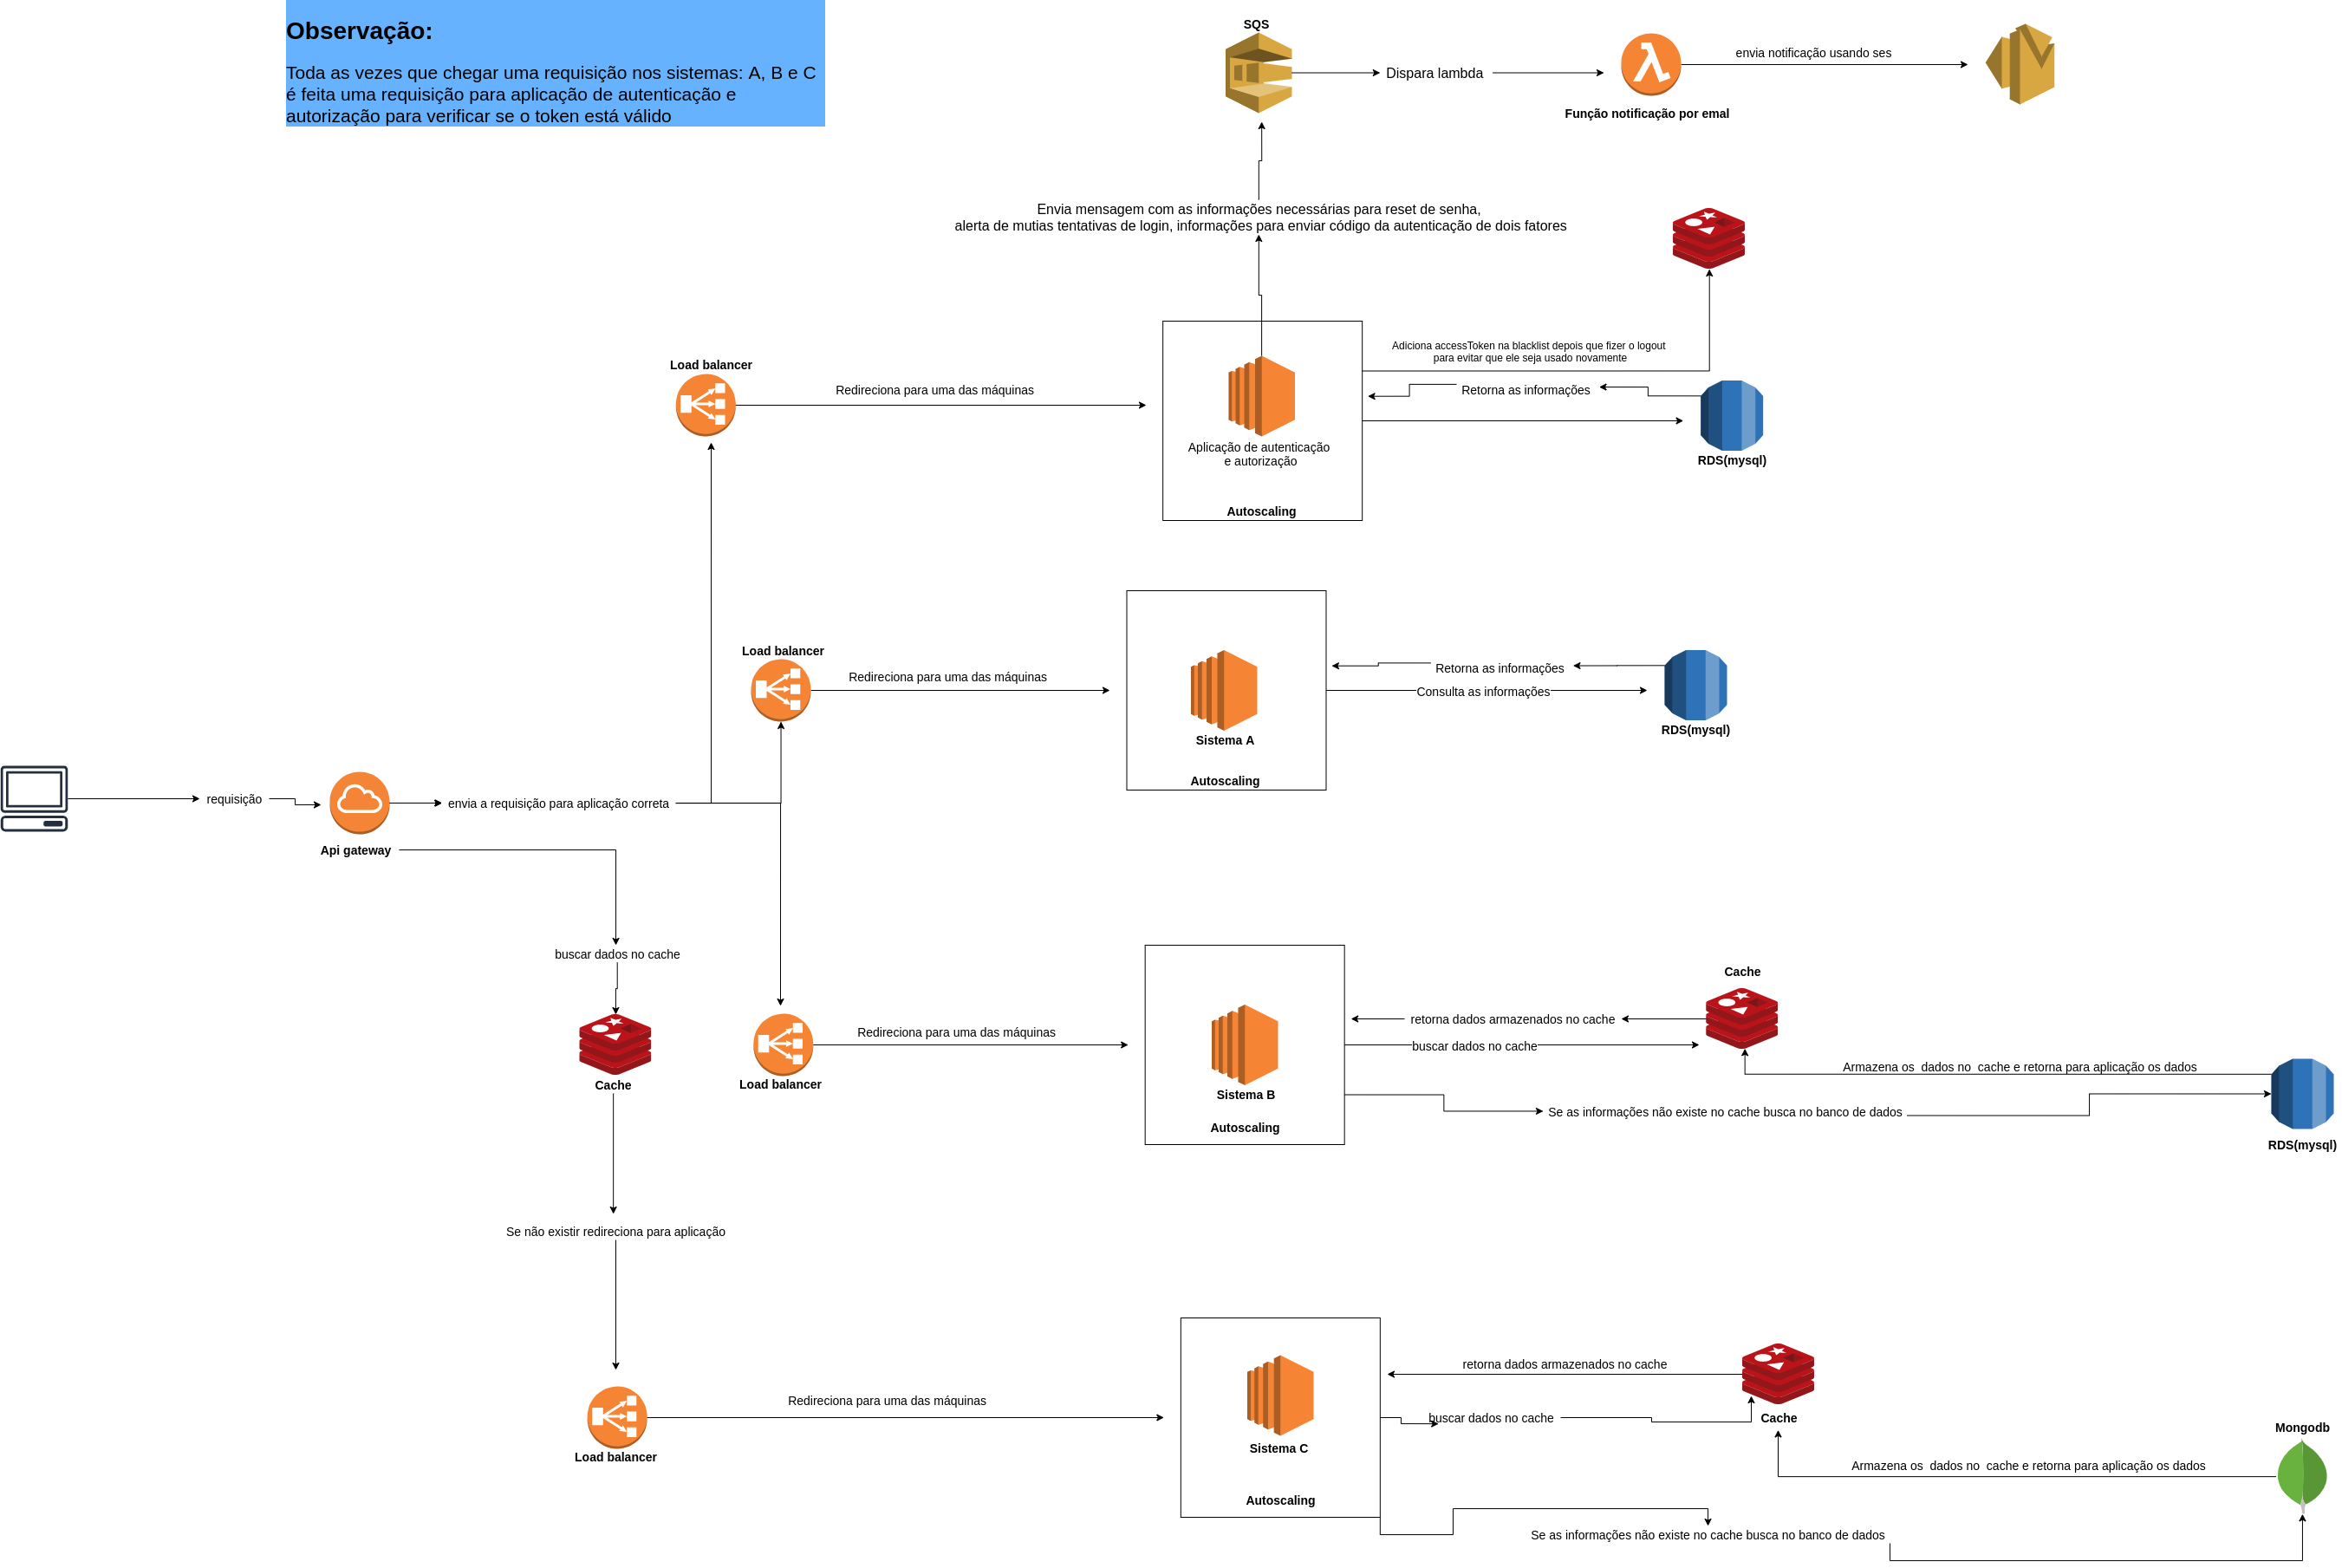 Observação:
Toda as vezes que chegar uma requisição nos sistemas: A, B e C
é feita uma requisição para aplicação de autenticação e
autorização para verificar se o token está válido
SQS
Dispara lambda
envia notificação usando ses
Função notificação por emal
Envia mensagem com as informações necessárias para reset de senha,
alerta de mutias tentativas de login, informações para enviar código da autenticação de dois fatores
Adiciona accessToken na blacklist depois que fizer o logout
para evitar que ele seja usado novamente
Load balancer
Redireciona para uma das máquinas
Retorna as informações
Aplicação de autenticação
e autorização
RDS(mysql)
Autoscaling
Load balancer
Redireciona para uma das máquinas
Retorna as informações
Consulta as informações
RDS(mysql)
Sistema A
Autoscaling
requisição
envia a requisição para aplicação correta
Api gateway
buscar dados no cache
Cache
Cache
retorna dados armazenados no cache
Redireciona para uma das máquinas
buscar dados no cache
Load balancer
Armazena os  dados no  cache e retorna para aplicação os dados
Sistema B
Se as informações não existe no cache busca no banco de dados
Autoscaling
RDS(mysql)
Se não existir redireciona para aplicação
retorna dados armazenados no cache
Redireciona para uma das máquinas
buscar dados no cache
Cache
Mongodb
Load balancer
Sistema C
Armazena os  dados no  cache e retorna para aplicação os dados
Autoscaling
Se as informações não existe no cache busca no banco de dados